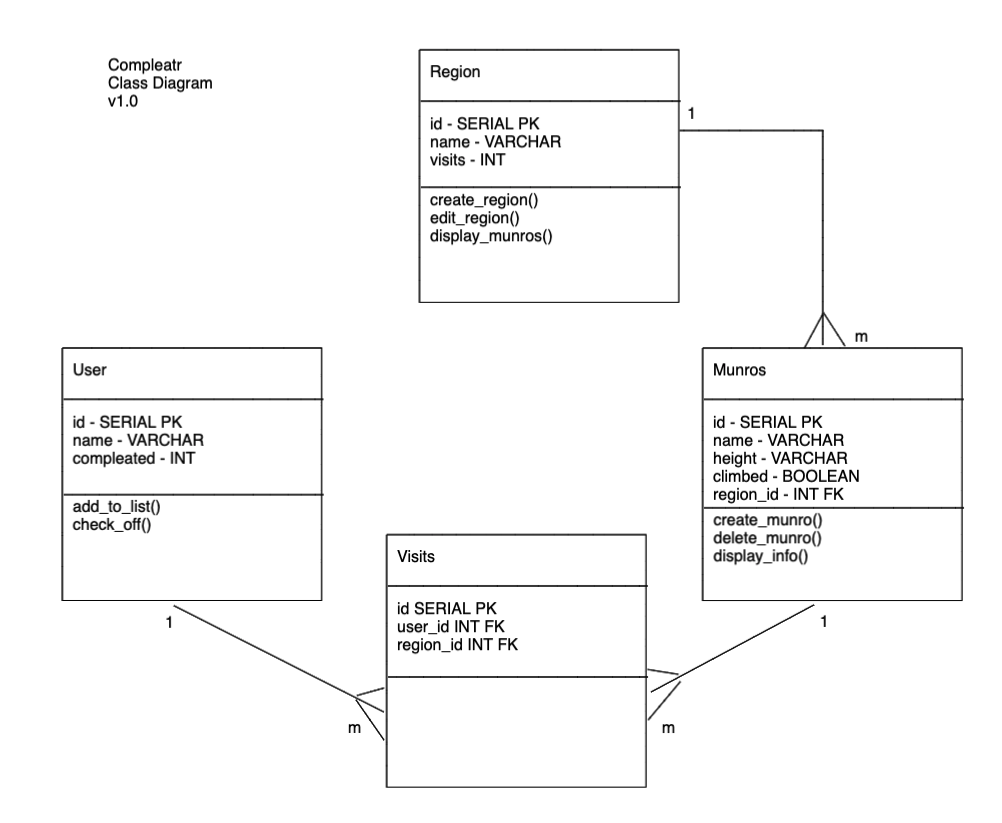 Compleatr
Class Diagram
v1.0
Region
id - SERIAL PK
name - VARCHAR
visits - INT
create_region()
edit_region()
display_munros()
1
m
User
id - SERIAL PK
name - VARCHAR
compleated - INT
add_to_list()
check_off()
1
m
Munros
id - SERIAL PK
name - VARCHAR
height - VARCHAR
climbed - BOOLEAN
region_id - INT FK
create_munro()
delete_munro()
display_info()
1
m
Visits
id SERIAL PK
user_id INT FK
region_id INT FK